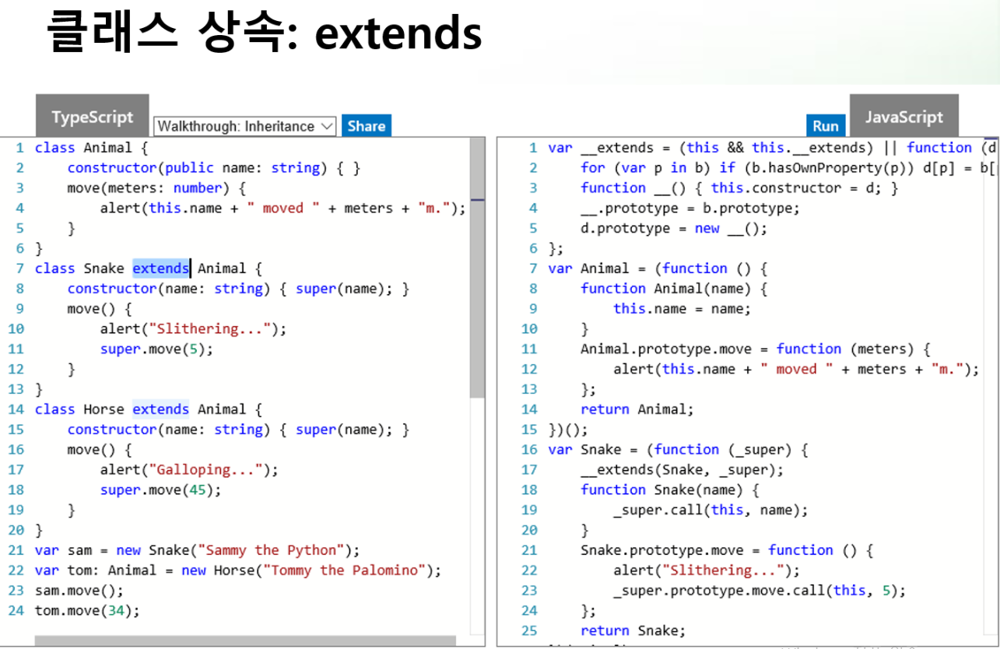 클래스 상속: extends
TypeScript
Walkthrough: Inheritance
Share
1 class Animal {
2     constructor(public name: string) { }
3     move(meters: number) {
4         alert(this.name + " moved " + meters + "m.");
5     }
6 }
7 class Snake extends Animal {
8     constructor(name: string) { super(name); }
9     move() {
10         alert("Slithering...");
11         super.move(5);
12     }
13 }
14 class Horse extends Animal {
15     constructor(name: string) { super(name); }
16     move() {
17         alert("Galloping...");
18         super.move(45);
19     }
20 }
21 var sam = new Snake("Sammy the Python");
22 var tom: Animal = new Horse("Tommy the Palomino");
23 sam.move();
24 tom.move(34);
Run
JavaScript
1 var __extends = (this && this.__extends) || function (d
2     for (var p in b) if (b.hasOwnProperty(p)) d[p] = b[
3     function __() { this.constructor = d; }
4     __.prototype = b.prototype;
5     d.prototype = new __();
6 };
7 var Animal = (function () {
8     function Animal(name) {
9         this.name = name;
10     }
11     Animal.prototype.move = function (meters) {
12         alert(this.name + " moved " + meters + "m.");
13     };
14     return Animal;
15 })();
16 var Snake = (function (_super) {
17     __extends(Snake, _super);
18     function Snake(name) {
19         _super.call(this, name);
20     }
21     Snake.prototype.move = function () {
22         alert("Slithering...");
23         _super.prototype.move.call(this, 5);
24     };
25     return Snake;